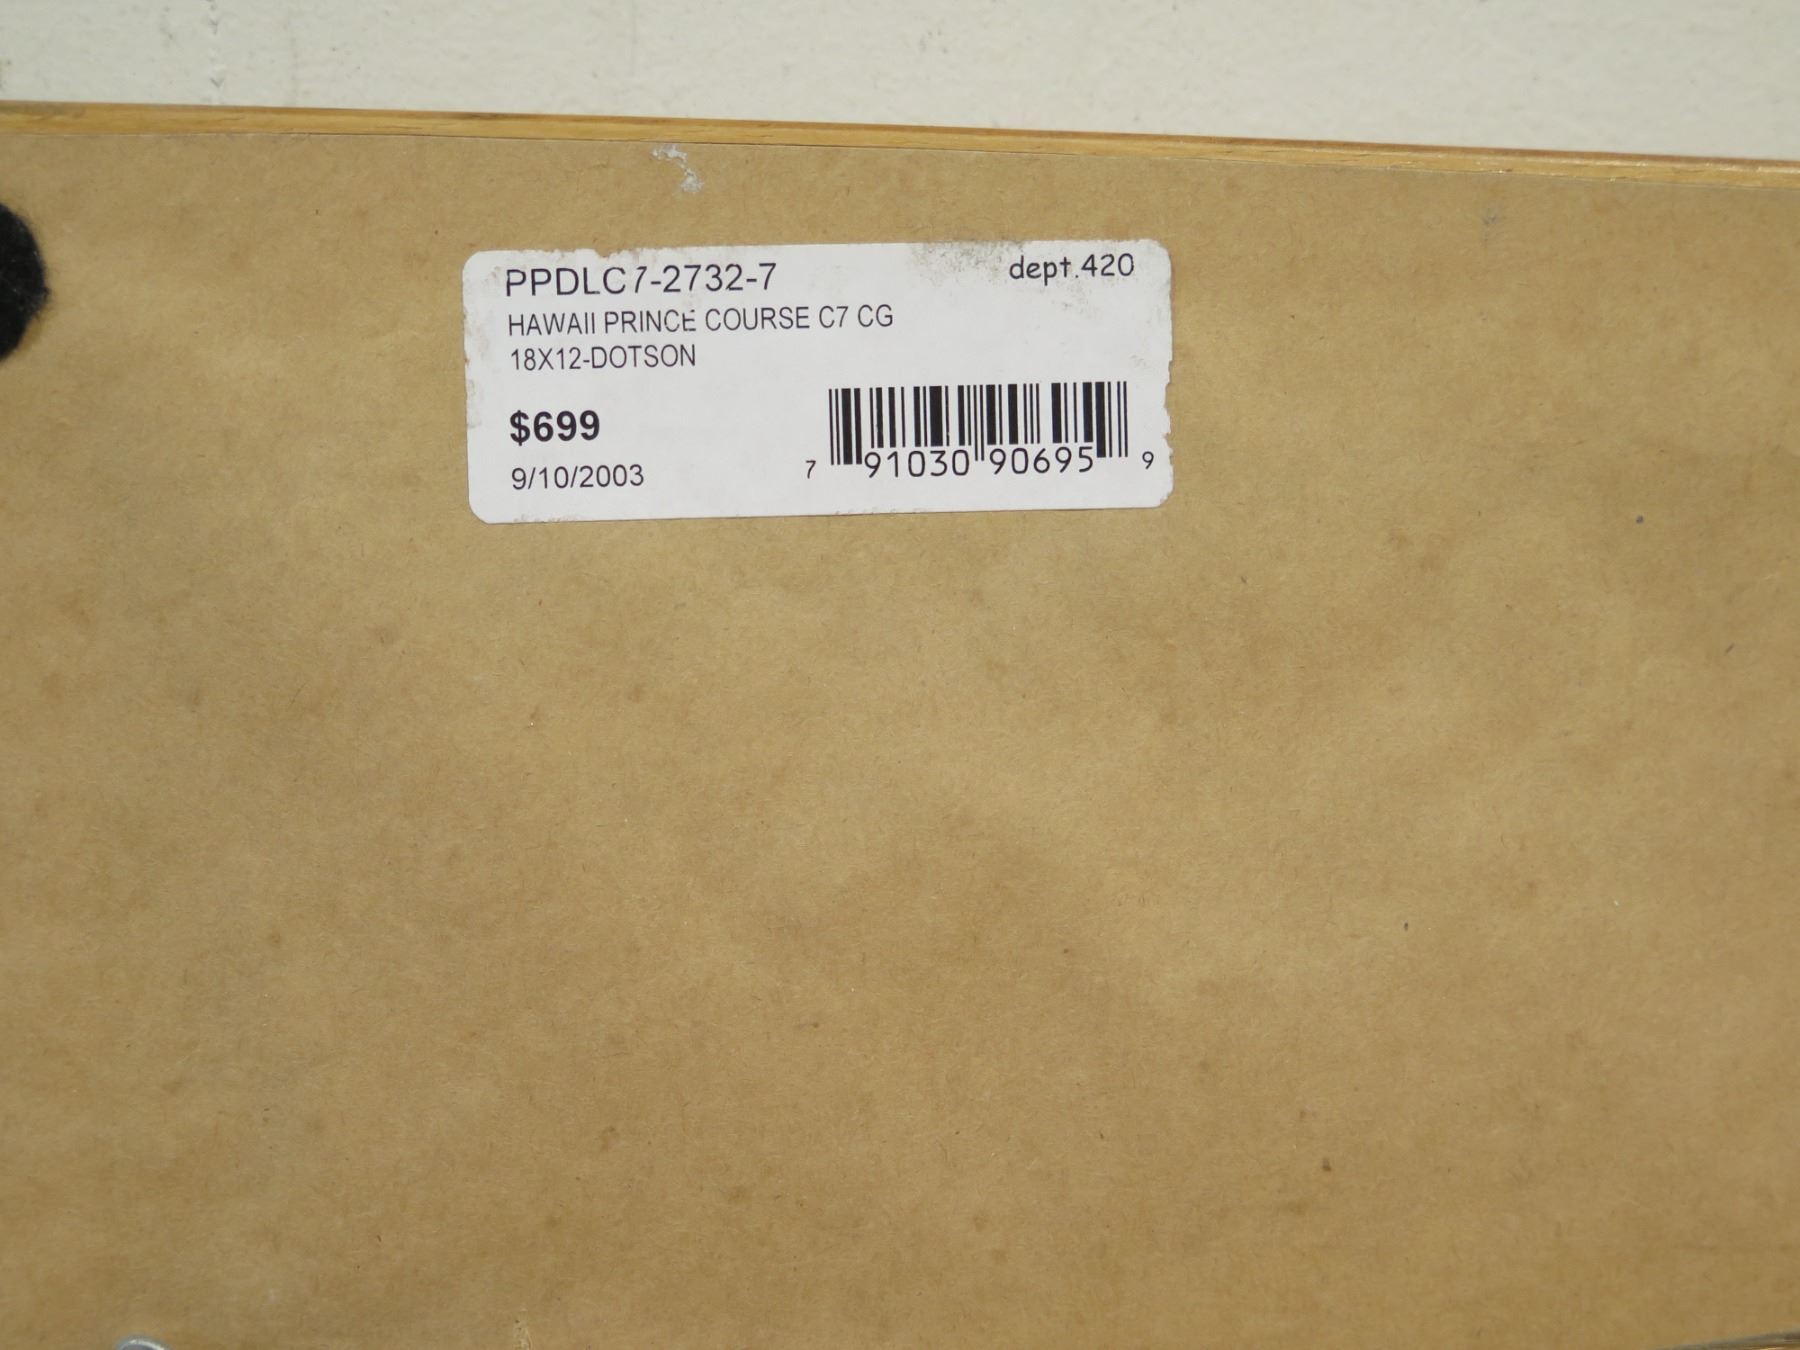 PPDLC7-2732-7
dept.420
HAWAII PRINCE COURSE C7 CG
18X12-DOTSON
$699
9/10/2003
7 91030 90695 9